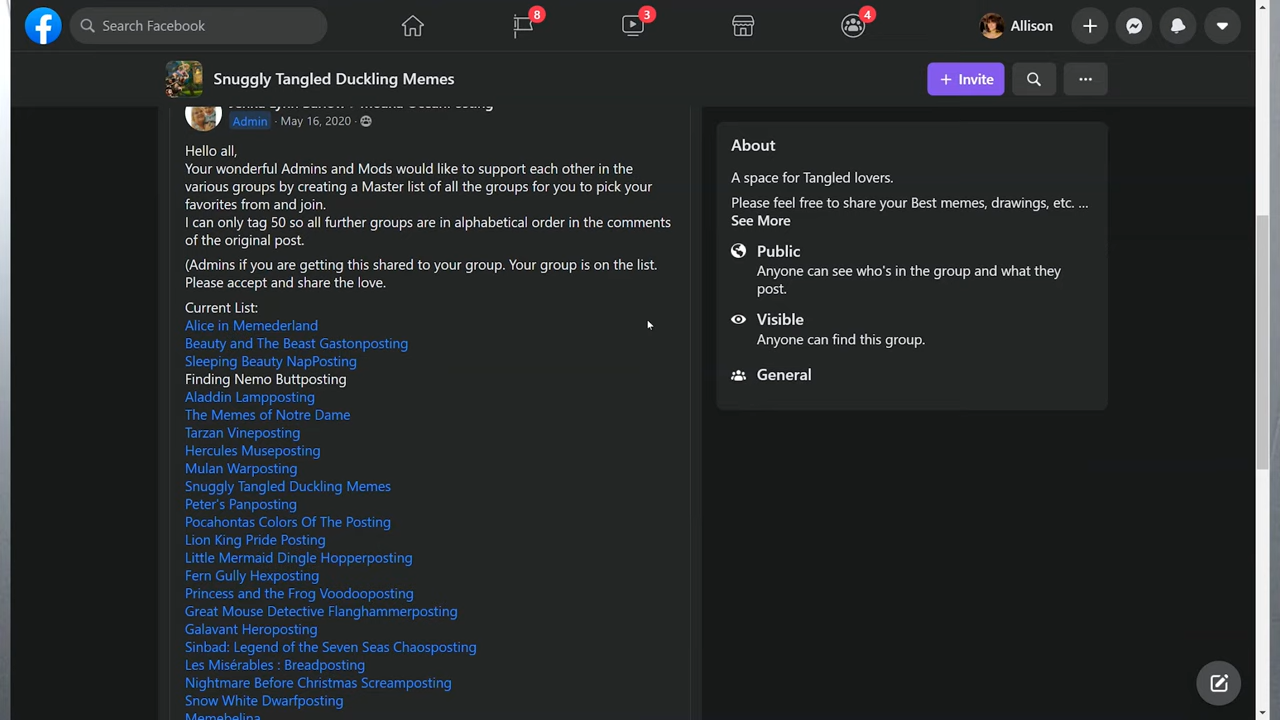 Search Facebook
8
3
4
Allison
Snuggly Tangled Duckling Memes
+ Invite
Admin · May 16, 2020 ·
Hello all,
Your wonderful Admins and Mods would like to support each other in the
various groups by creating a Master list of all the groups for you to pick your
favorites from and join.
I can only tag 50 so all further groups are in alphabetical order in the comments
of the original post.
(Admins if you are getting this shared to your group. Your group is on the list.
Please accept and share the love.
Current List:
Alice in Memederland
Beauty and The Beast Gastonposting
Sleeping Beauty NapPosting
Finding Nemo Buttposting
Aladdin Lampposting
The Memes of Notre Dame
Tarzan Vineposting
Hercules Museposting
Mulan Warposting
Snuggly Tangled Duckling Memes
Peter's Panposting
Pocahontas Colors Of The Posting
Lion King Pride Posting
Little Mermaid Dingle Hopperposting
Fern Gully Hexposting
Princess and the Frog Voodooposting
Great Mouse Detective Flanghammerposting
Galavant Heroposting
Sinbad: Legend of the Seven Seas Chaosposting
Les Misérables : Breadposting
Nightmare Before Christmas Screamposting
Snow White Dwarfposting
About
A space for Tangled lovers.
Please feel free to share your Best memes, drawings, etc. ...
See More
Public
Anyone can see who's in the group and what they
post.
Visible
Anyone can find this group.
General